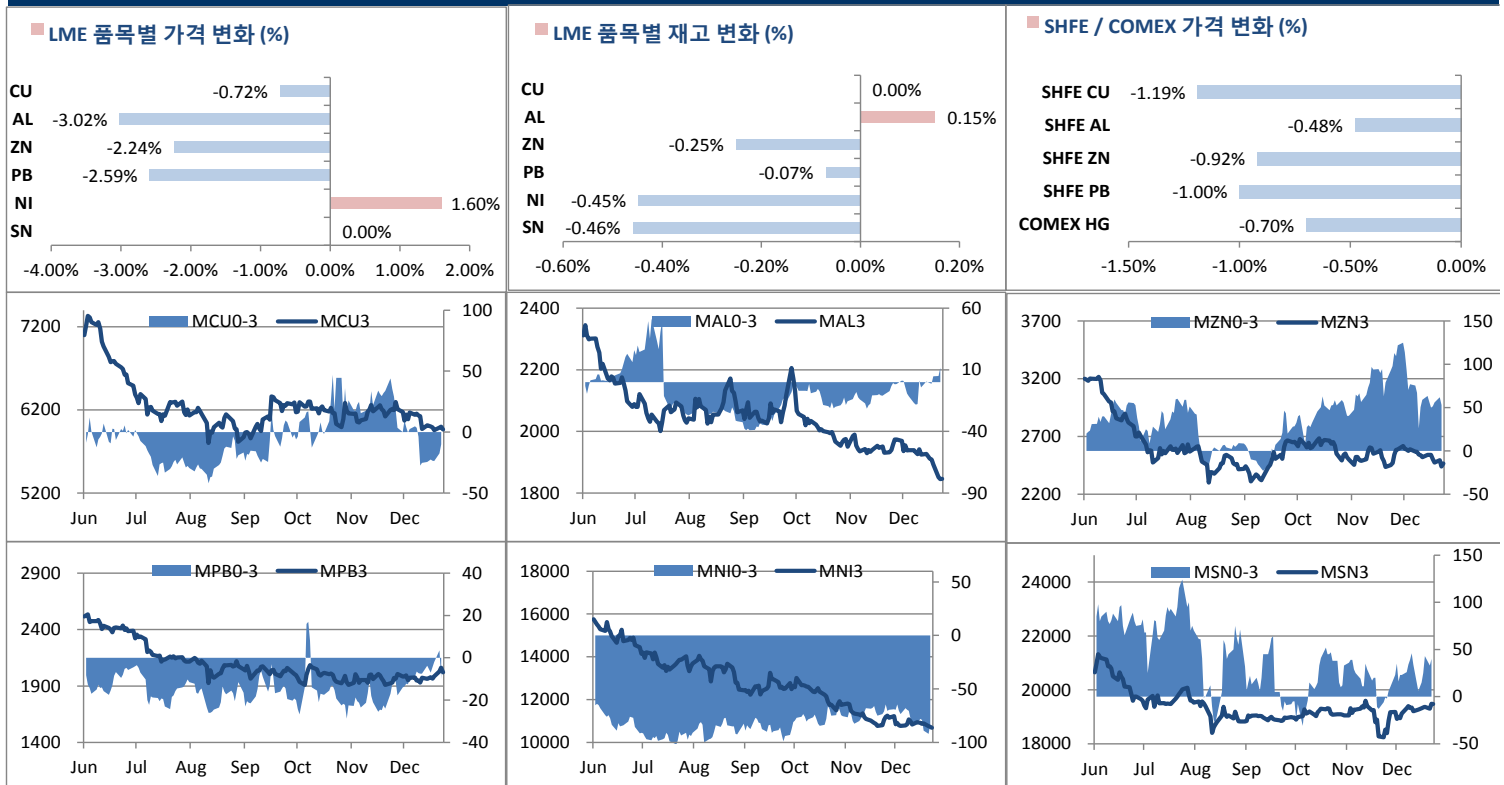 LME 품목별 가격 변화 (%)
CU -0.72%
AL -3.02%
ZN -2.24%
PB -2.59%
NI 1.60%
SN 0.00%
-4.00% -3.00% -2.00% -1.00% 0.00% 1.00% 2.00%
LME 품목별 재고 변화 (%)
CU 0.00%
AL 0.15%
ZN -0.25%
PB -0.07%
NI -0.45%
SN -0.46%
-0.60% -0.40% -0.20% 0.00% 0.20%
SHFE / COMEX 가격 변화 (%)
SHFE CU -1.19%
SHFE AL -0.48%
SHFE ZN -0.92%
SHFE PB -1.00%
COMEX HG -0.70%
-1.50% -1.00% -0.50% 0.00%
MCU0-3 MCU3
7200 100
50
6200 0
5200 -50
Jun Jul Aug Sep Oct Nov Dec
MAL0-3 MAL3
2400 60
2200 10
2000 -40
1800 -90
Jun Jul Aug Sep Oct Nov Dec
MZN0-3 MZN3
3700 150
100
3200
50
2700 0
2200 -50
Jun Jul Aug Sep Oct Nov Dec
MPB0-3 MPB3
2900 40
20
2400
0
1900 -20
1400 -40
Jun Jul Aug Sep Oct Nov Dec
MNI0-3 MNI3
18000
50
16000
0
14000
12000 -50
10000 -100
Jun Jul Aug Sep Oct Nov Dec
MSN0-3 MSN3
150
24000
100
22000
50
20000 0
18000 -50
Jun Jul Aug Sep Oct Nov Dec